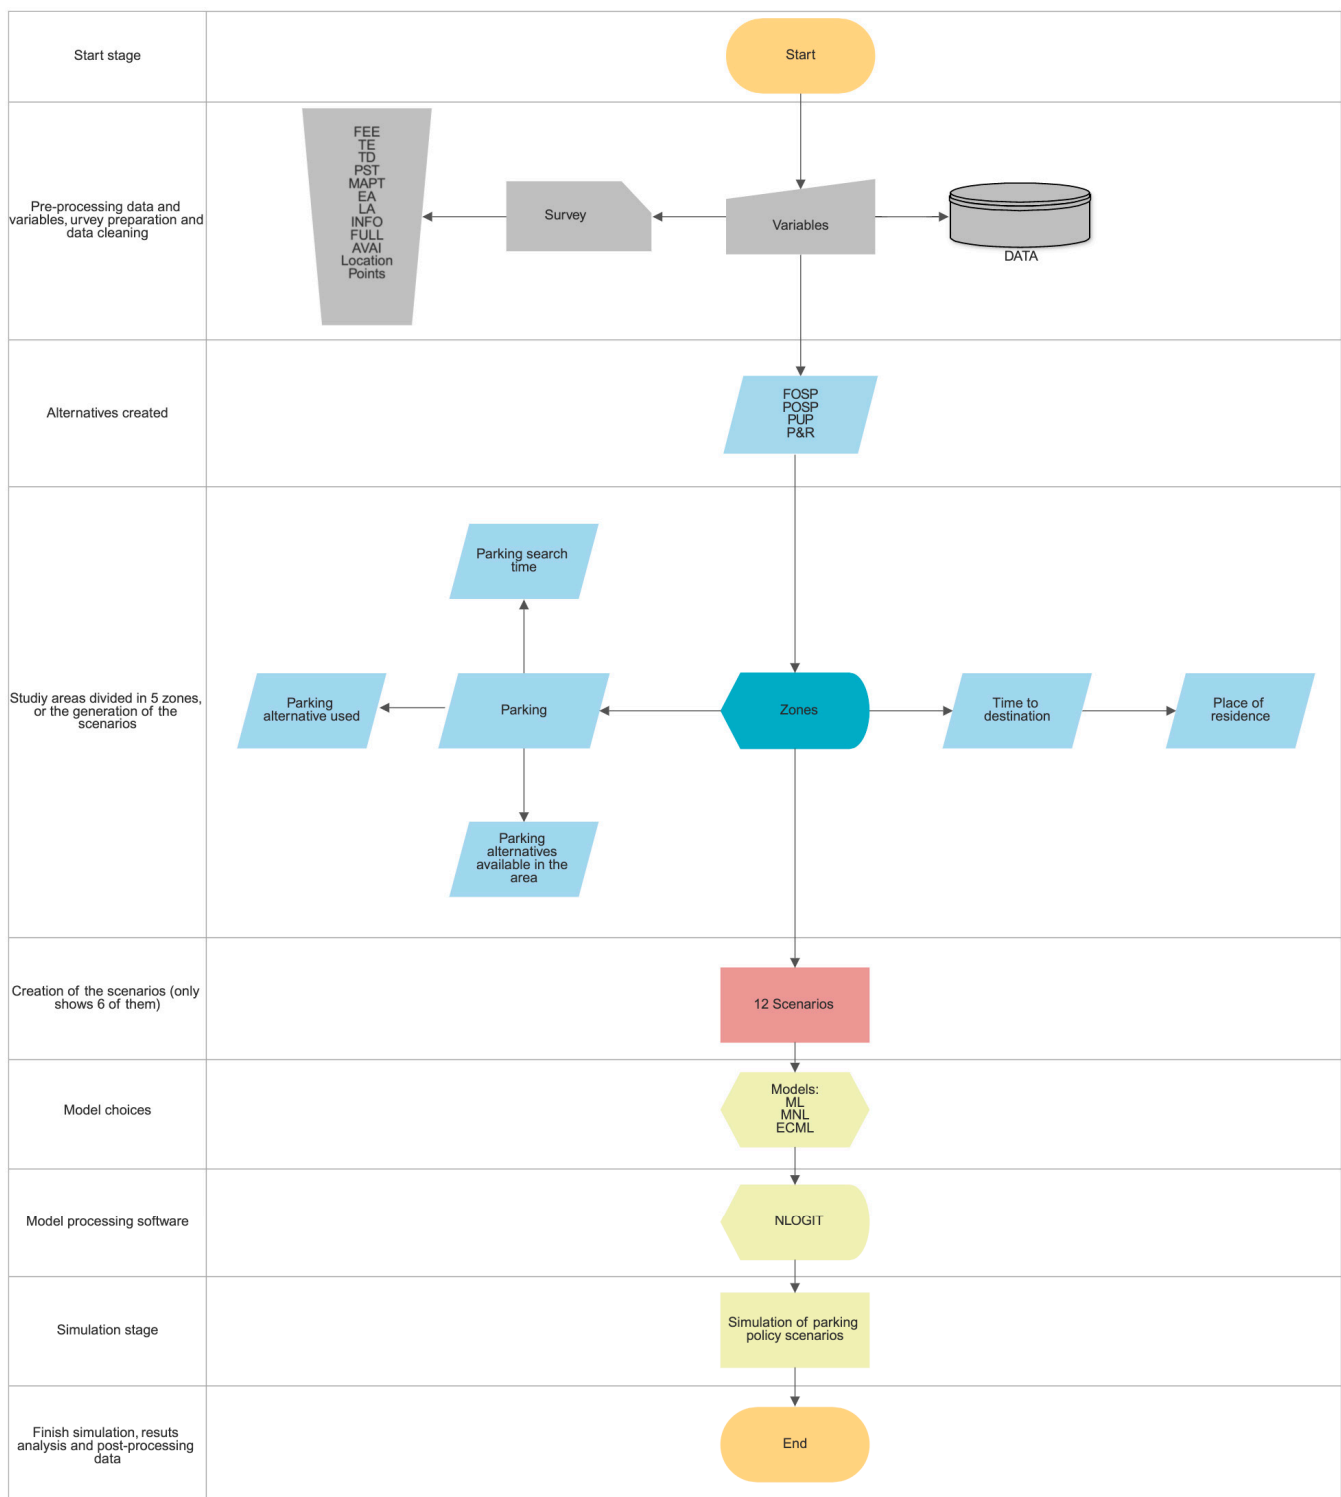 Start stage
Start
Pre-processing data and
variables, urvey preparation and
data cleaning
FEE
TE
TD
PST
MAPT
EA
LA
INFO
FULL
AVAI
Location
Points
Survey
Variables
DATA
Alternatives created
FOSP
POSP
PUP
P&R
Studiy areas divided in 5 zones,
or the generation of the
scenarios
Parking search
time
Parking
alternative used
Parking
Zones
Time to
destination
Place of
residence
Parking
alternatives
available in the
area
Creation of the scenarios (only
shows 6 of them)
12 Scenarios
Model choices
Models:
ML
MNL
ECML
Model processing software
NLOGIT
Simulation stage
Simulation of parking
policy scenarios
Finish simulation, resuts
analysis and post-processing
data
End